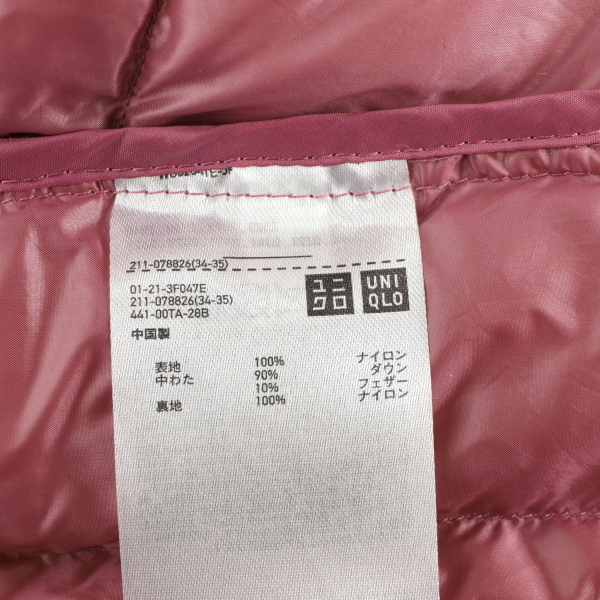 211-078826(34-35)
01-21-3F047E
211-078826(34-35)
441-00TA-28B
中国製
ユニクロ
UNIQLO
表地 100% ナイロン
中わた 90% ダウン
10% フェザー
裏地 100% ナイロン